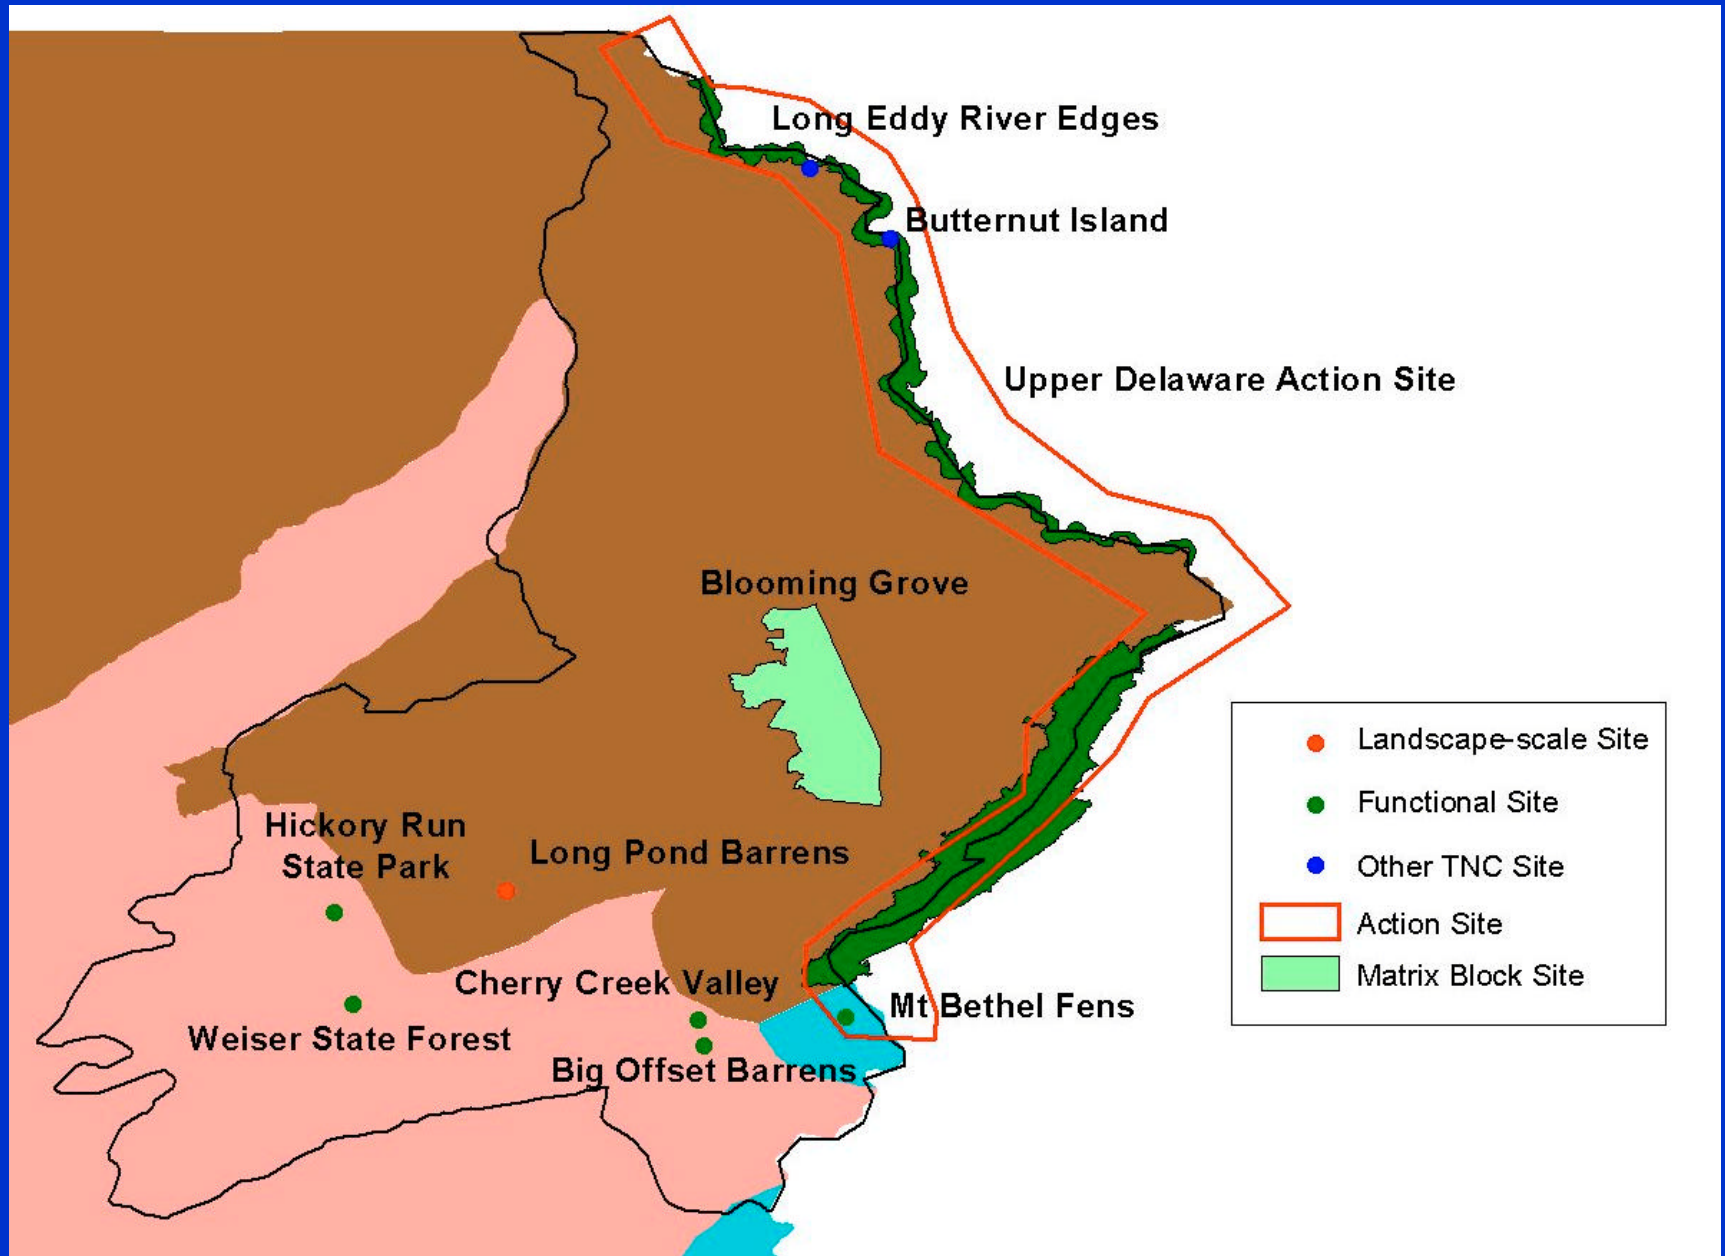 Long Eddy River Edges
Butternut Island
Upper Delaware Action Site
Blooming Grove
Hickory Run
State Park
Long Pond Barrens
Cherry Creek Valley
Mt Bethel Fens
Weiser State Forest
Big Offset Barrens
Landscape-scale Site
Functional Site
Other TNC Site
Action Site
Matrix Block Site